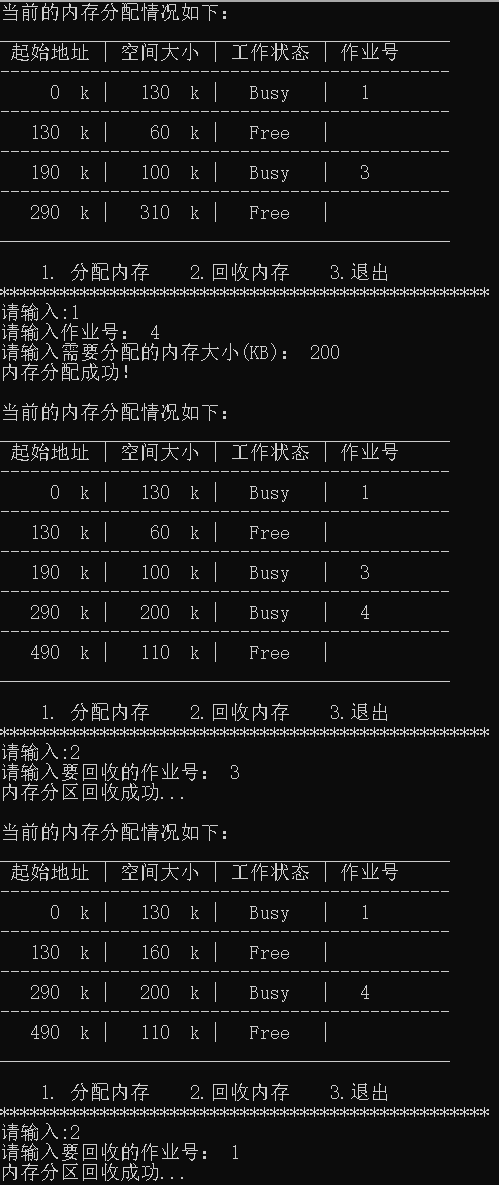 当前的内存分配情况如下:
起始地址 | 空间大小 | 工作状态 | 作业号
0 k | 130 k | Busy | 1
130 k | 60 k | Free |
190 k | 100 k | Busy | 3
290 k | 310 k | Free |
1. 分配内存 2.回收内存 3.退出
*************************************************
请输入:1
请输入作业号: 4
请输入需要分配的内存大小(KB): 200
内存分配成功!
当前的内存分配情况如下:
起始地址 | 空间大小 | 工作状态 | 作业号
0 k | 130 k | Busy | 1
130 k | 60 k | Free |
190 k | 100 k | Busy | 3
290 k | 200 k | Busy | 4
490 k | 110 k | Free |
1. 分配内存 2.回收内存 3.退出
*************************************************
请输入:2
请输入要回收的作业号: 3
内存分区回收成功...
当前的内存分配情况如下:
起始地址 | 空间大小 | 工作状态 | 作业号
0 k | 130 k | Busy | 1
130 k | 160 k | Free |
290 k | 200 k | Busy | 4
490 k | 110 k | Free |
1. 分配内存 2.回收内存 3.退出
*************************************************
请输入:2
请输入要回收的作业号: 1
内存分区回收成功...